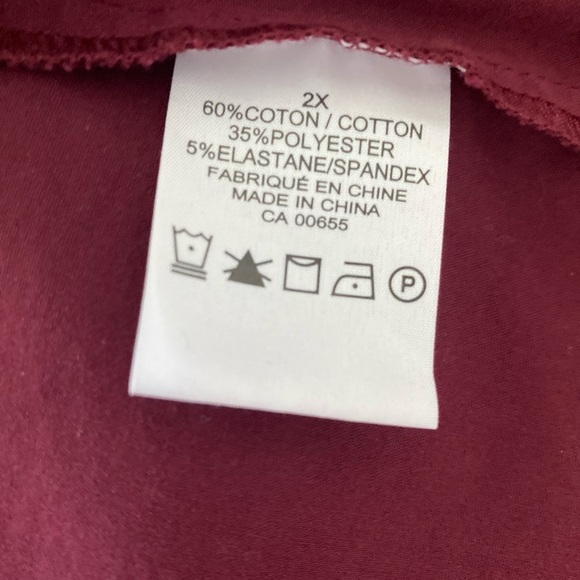 2X
60%COTON / COTTON
35%POLYESTER
5%ELASTANE/SPANDEX
FABRIQUÉ EN CHINE
MADE IN CHINA
CA 00655
P